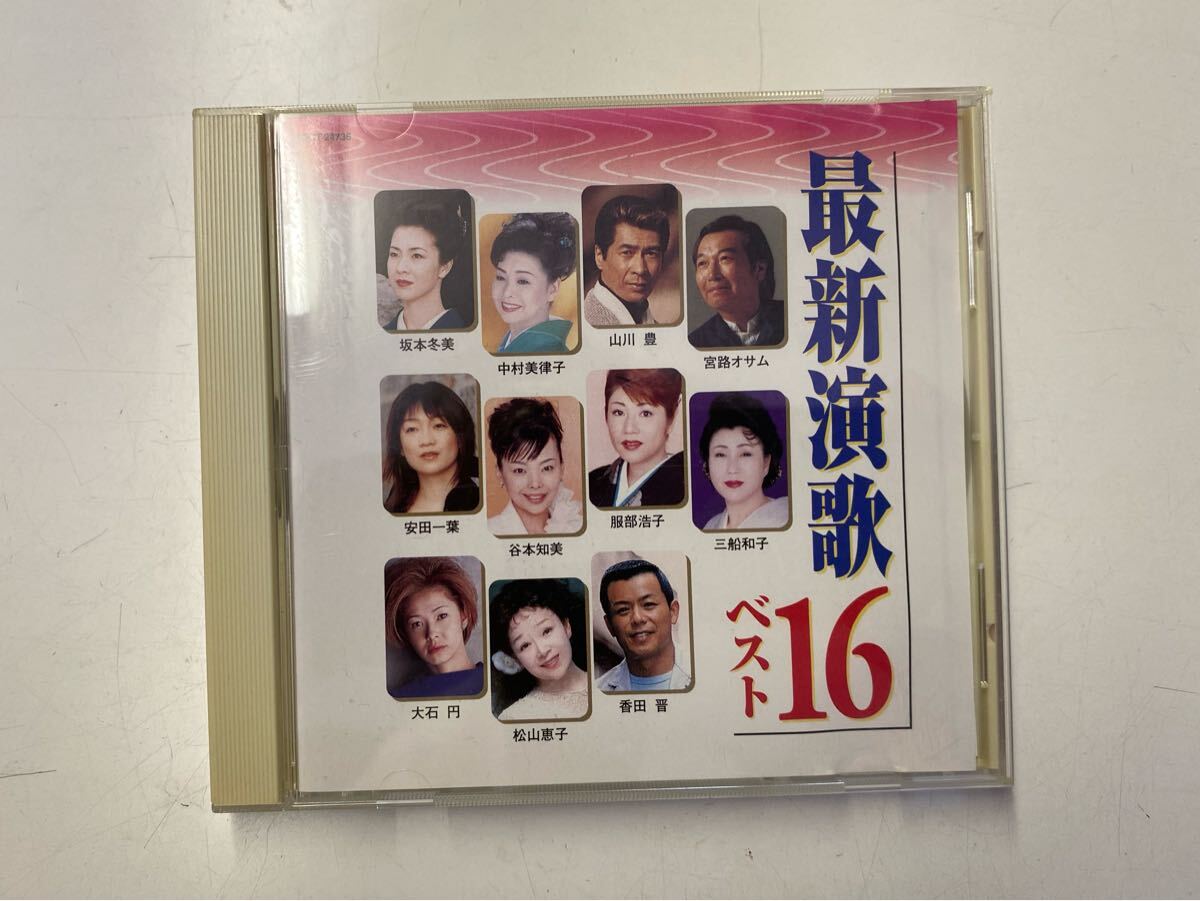 最新演歌
ベスト16
坂本冬美
中村美律子
山川 豊
宮路オサム
安田一葉
谷本知美
服部浩子
三船和子
大石 円
松山恵子
香田 晋